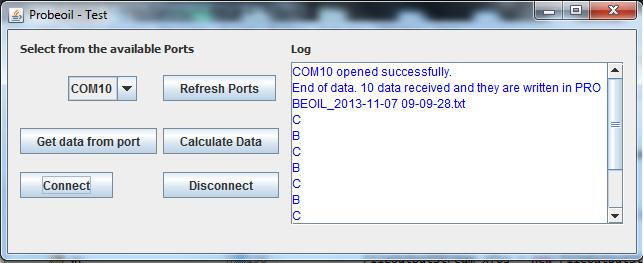 Probeoil - Test
Select from the available Ports
Log
COM10
Refresh Ports
Get data from port
Calculate Data
Connect
Disconnect
COM10 opened successfully.
End of data. 10 data received and they are written in PRO
BEOIL_2013-11-07 09-09-28.txt
C
B
C
B
C
B
C